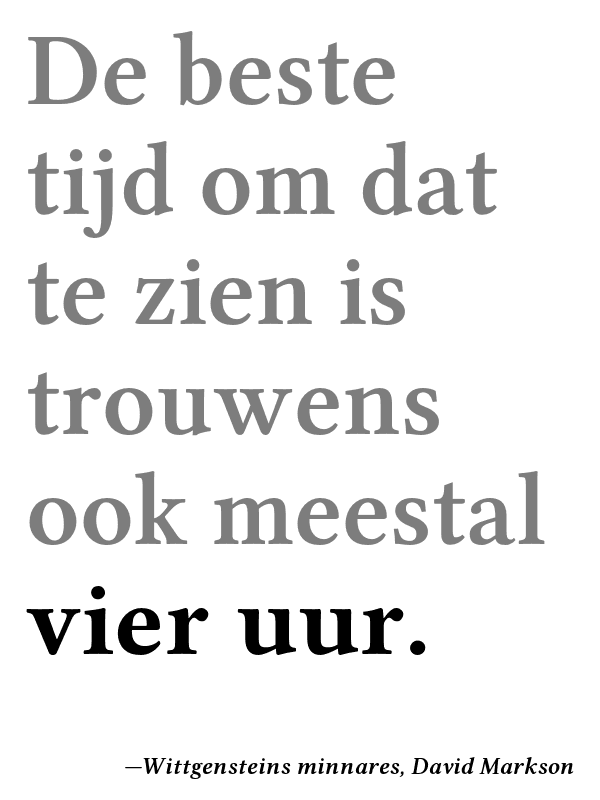 De beste
tijd om dat
te zien is
trouwens
ook meestal
vier uur.
—Wittgensteins minnares, David Markson